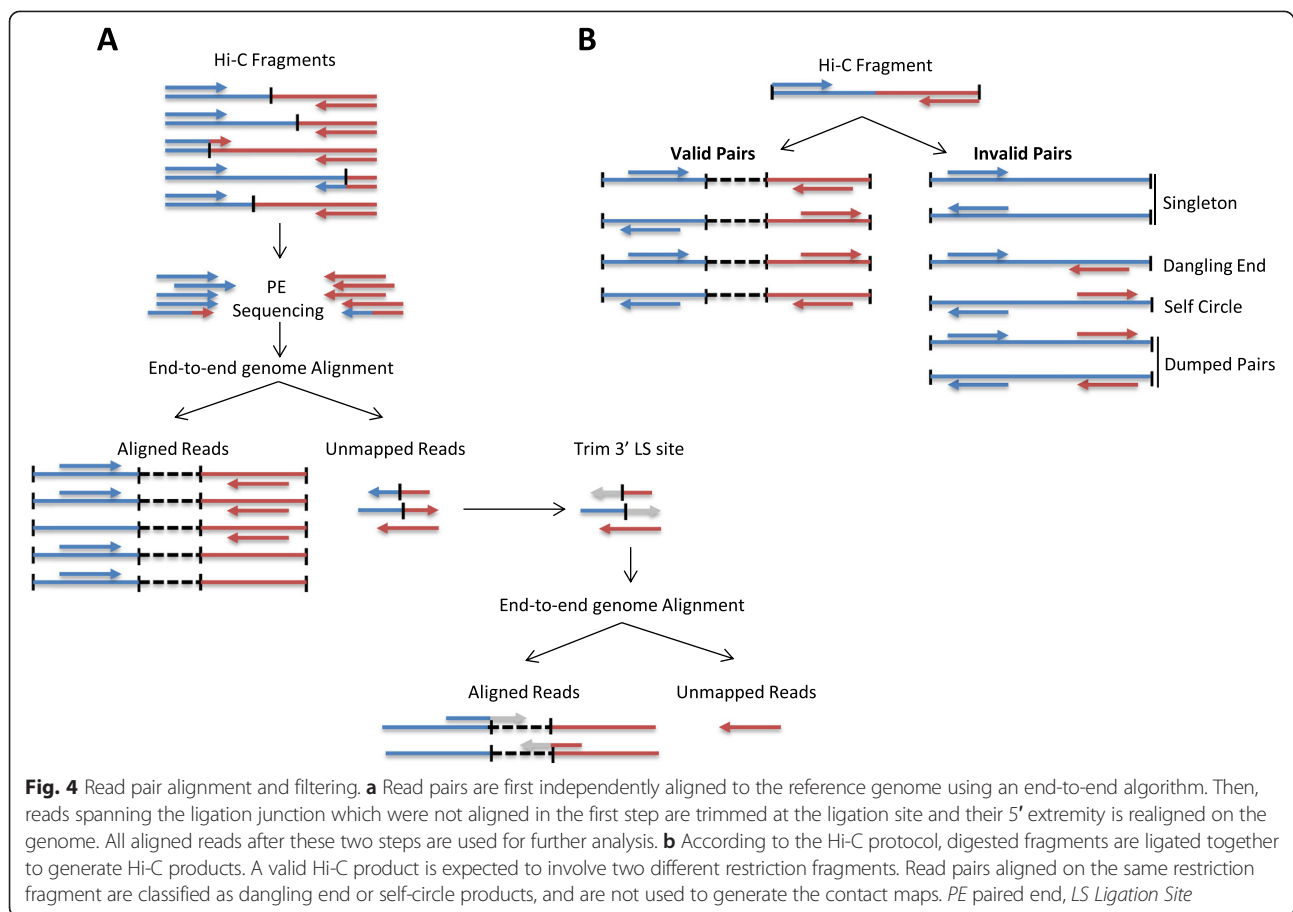 A
Hi-C Fragments
PE
Sequencing
End-to-end genome Alignment
Aligned Reads
Unmapped Reads
Trim 3’ LS site
End-to-end genome Alignment
Aligned Reads
Unmapped Reads
B
Hi-C Fragment
Valid Pairs
Invalid Pairs
Singleton
Dangling End
Self Circle
Dumped Pairs
Fig. 4 Read pair alignment and filtering. a Read pairs are first independently aligned to the reference genome using an end-to-end algorithm. Then,
reads spanning the ligation junction which were not aligned in the first step are trimmed at the ligation site and their 5′ extremity is realigned on the
genome. All aligned reads after these two steps are used for further analysis. b According to the Hi-C protocol, digested fragments are ligated together
to generate Hi-C products. A valid Hi-C product is expected to involve two different restriction fragments. Read pairs aligned on the same restriction
fragment are classified as dangling end or self-circle products, and are not used to generate the contact maps. PE paired end, LS Ligation Site